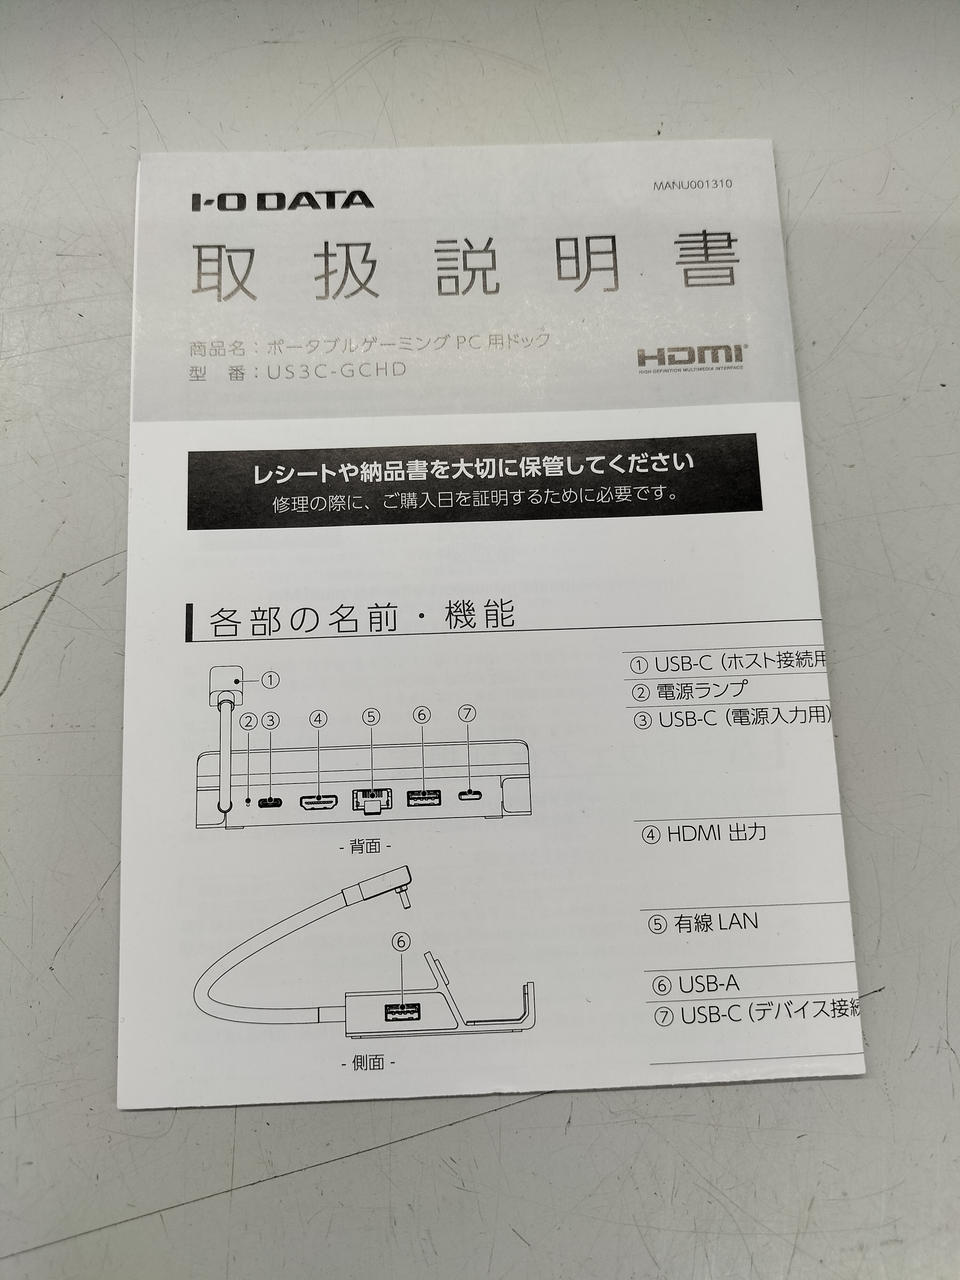 I-O DATA
MANU001310
取扱説明書
商品名：ポータブルゲーミングPC用ドック
型 番：US3C-GCHD
HDMI
HIGH-DEFINITION MULTIMEDIA INTERFACE
レシートや納品書を大切に保管してください
修理の際に、ご購入日を証明するために必要です。
各部の名前・機能
①
② ③ ④ ⑤ ⑥ ⑦
- 背面 -
⑥
- 側面 -
① USB-C（ホスト接続用
② 電源ランプ
③ USB-C（電源入力用）
④ HDMI 出力
⑤ 有線 LAN
⑥ USB-A
⑦ USB-C（デバイス接続